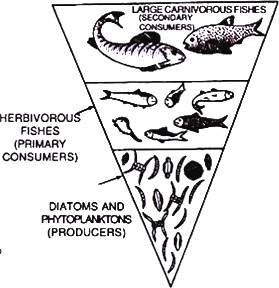 LARGE CARNIVOROUS FISHES
(SECONDARY
CONSUMERS)
HERBIVOROUS
FISHES
(PRIMARY
CONSUMERS)
DIATOMS AND
PHYTOPLANKTONS
(PRODUCERS)